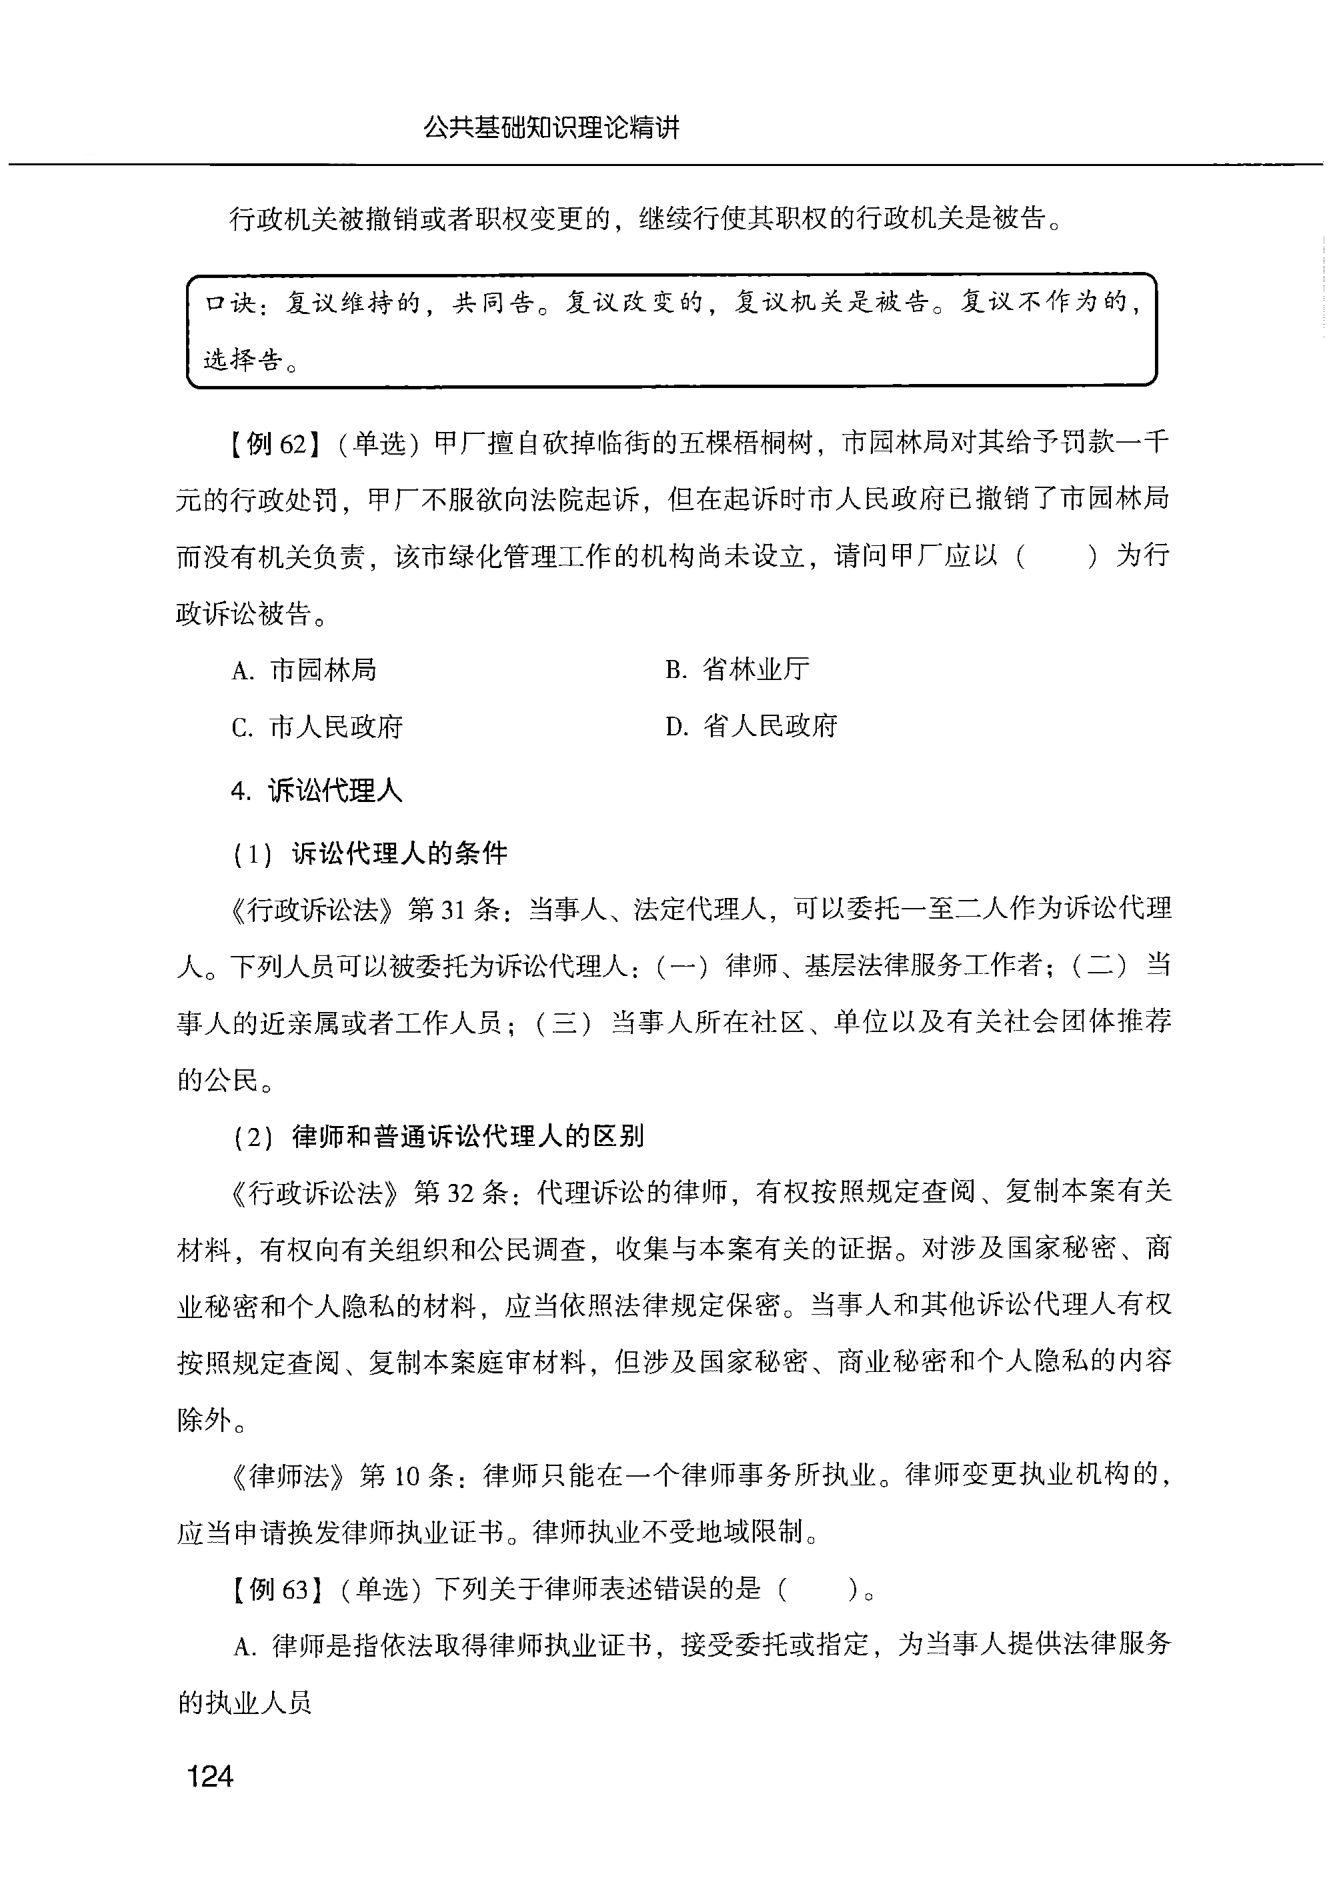 公共基础知识理论精讲
行政机关被撤销或者职权变更的，继续行使其职权的行政机关是被告。
口诀：复议维持的，共同告。复议改变的，复议机关是被告。复议不作为的，
选择告。
【例 62】（单选）甲厂擅自砍掉临街的五棵梧桐树，市园林局对其给予罚款一千
元的行政处罚，甲厂不服欲向法院起诉，但在起诉时市人民政府已撤销了市园林局
而没有机关负责，该市绿化管理工作的机构尚未设立，请问甲厂应以（　　）为行
政诉讼被告。
A. 市园林局　　B. 省林业厅
C. 市人民政府　　D. 省人民政府
4. 诉讼代理人
（1）诉讼代理人的条件
《行政诉讼法》第 31 条：当事人、法定代理人，可以委托一至二人作为诉讼代理
人。下列人员可以被委托为诉讼代理人：（一）律师、基层法律服务工作者；（二）当
事人的近亲属或者工作人员；（三）当事人所在社区、单位以及有关社会团体推荐
的公民。
（2）律师和普通诉讼代理人的区别
《行政诉讼法》第 32 条：代理诉讼的律师，有权按照规定查阅、复制本案有关
材料，有权向有关组织和公民调查，收集与本案有关的证据。对涉及国家秘密、商
业秘密和个人隐私的材料，应当依照法律规定保密。当事人和其他诉讼代理人有权
按照规定查阅、复制本案庭审材料，但涉及国家秘密、商业秘密和个人隐私的内容
除外。
《律师法》第 10 条：律师只能在一个律师事务所执业。律师变更执业机构的，
应当申请换发律师执业证书。律师执业不受地域限制。
【例 63】（单选）下列关于律师表述错误的是（　　）。
A. 律师是指依法取得律师执业证书，接受委托或指定，为当事人提供法律服务
的执业人员
124